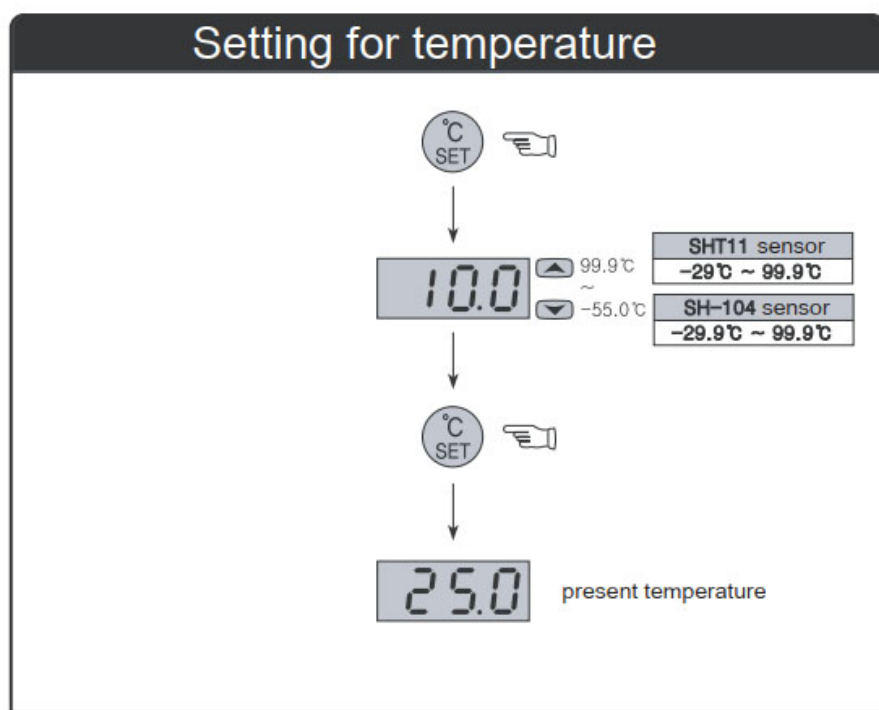 Setting for temperature
℃
SET
10.0
99.9℃
~
-55.0℃
SHT11 sensor
-29℃ ~ 99.9℃
SH-104 sensor
-29.9℃ ~ 99.9℃
℃
SET
25.0
present temperature